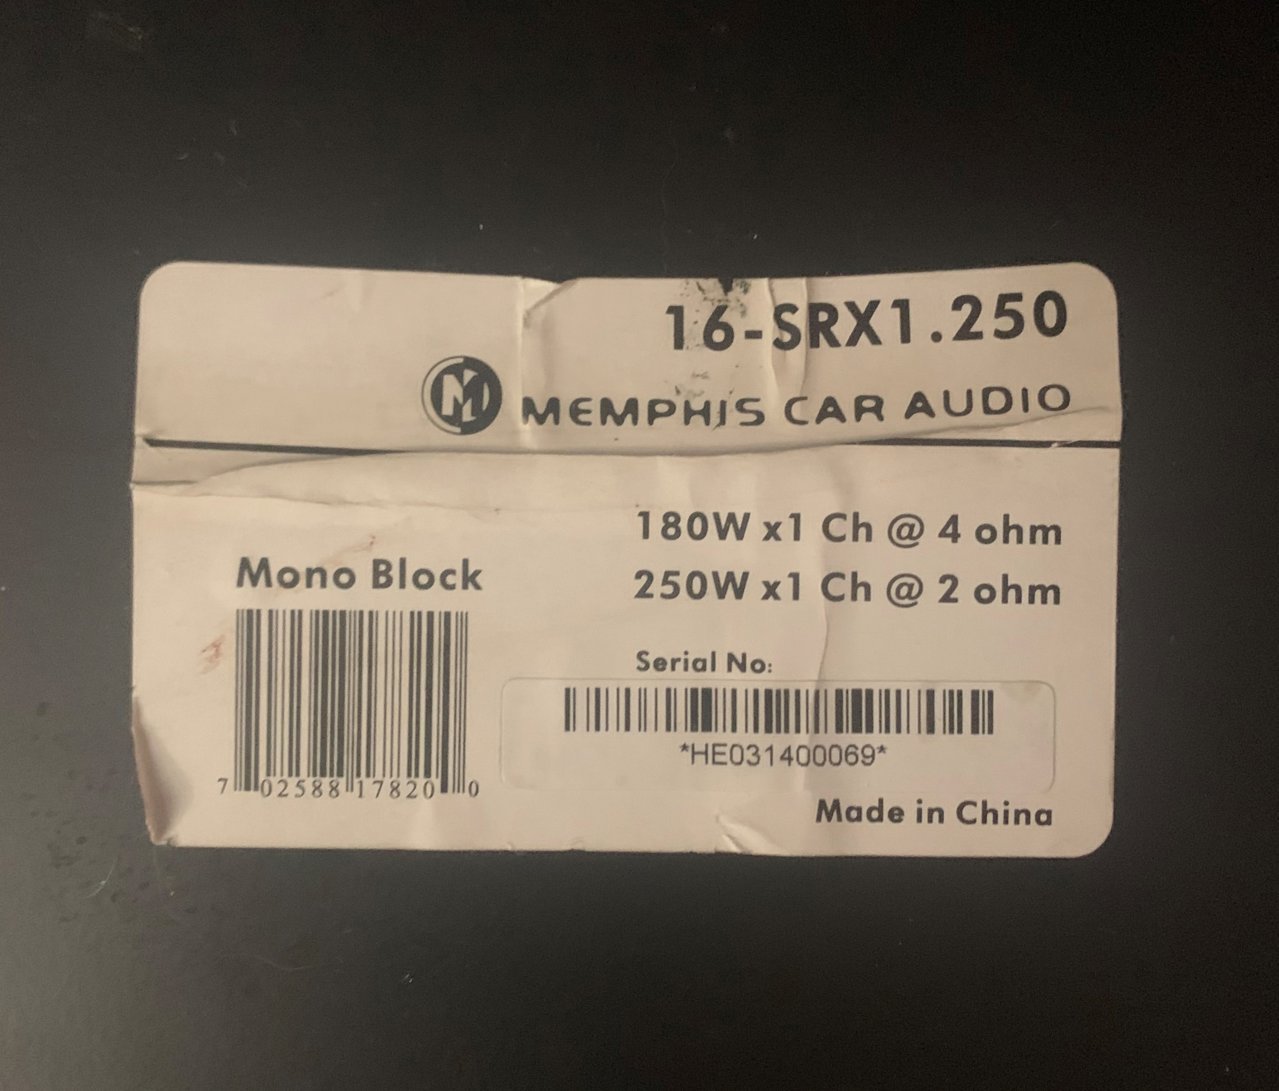 16-SRX1.250
MEMPHIS CAR AUDIO
180W x1 Ch @ 4 ohm
250W x1 Ch @ 2 ohm
Mono Block
7 02588 17820 0
Serial No:
*HE031400069*
Made in China